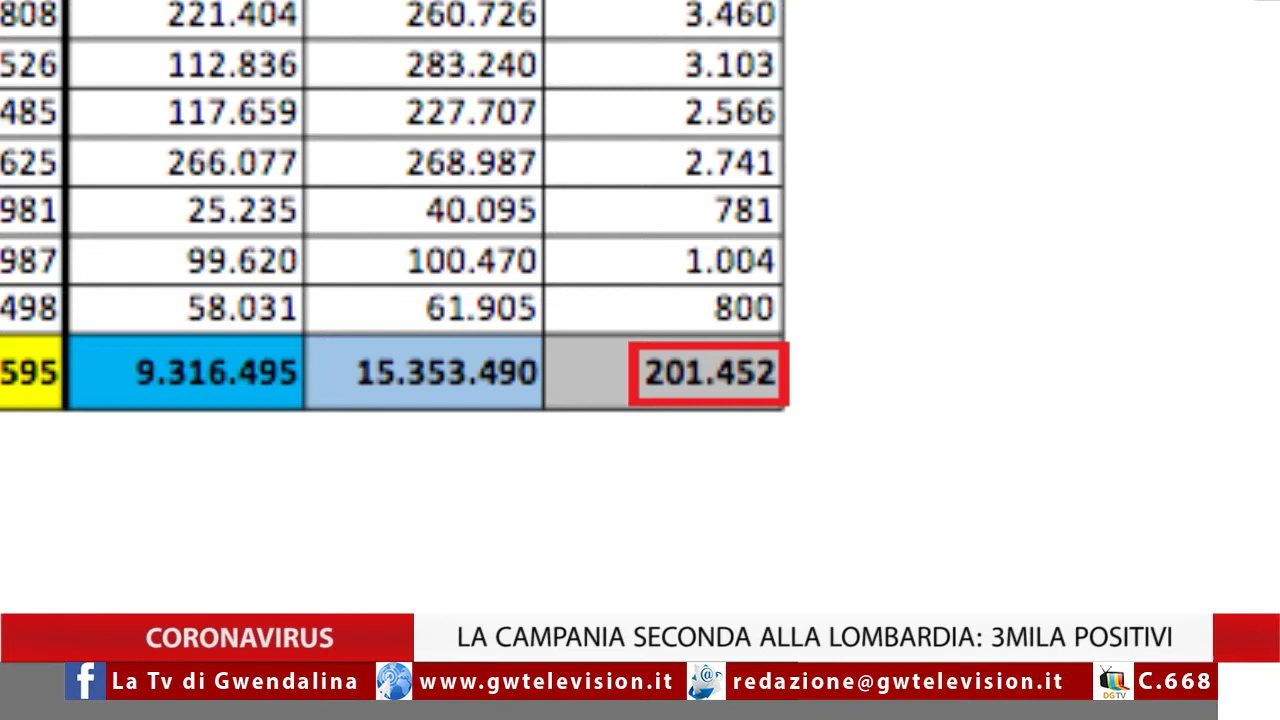 808 221.404 260.726 3.460
526 112.836 283.240 3.103
485 117.659 227.707 2.566
625 266.077 268.987 2.741
981 25.235 40.095 781
987 99.620 100.470 1.004
498 58.031 61.905 800
595 9.316.495 15.353.490 201.452
CORONAVIRUS LA CAMPANIA SECONDA ALLA LOMBARDIA: 3MILA POSITIVI
f La Tv di Gwendalina www.gwtelevision.it redazione@gwtelevision.it DGTV C.668